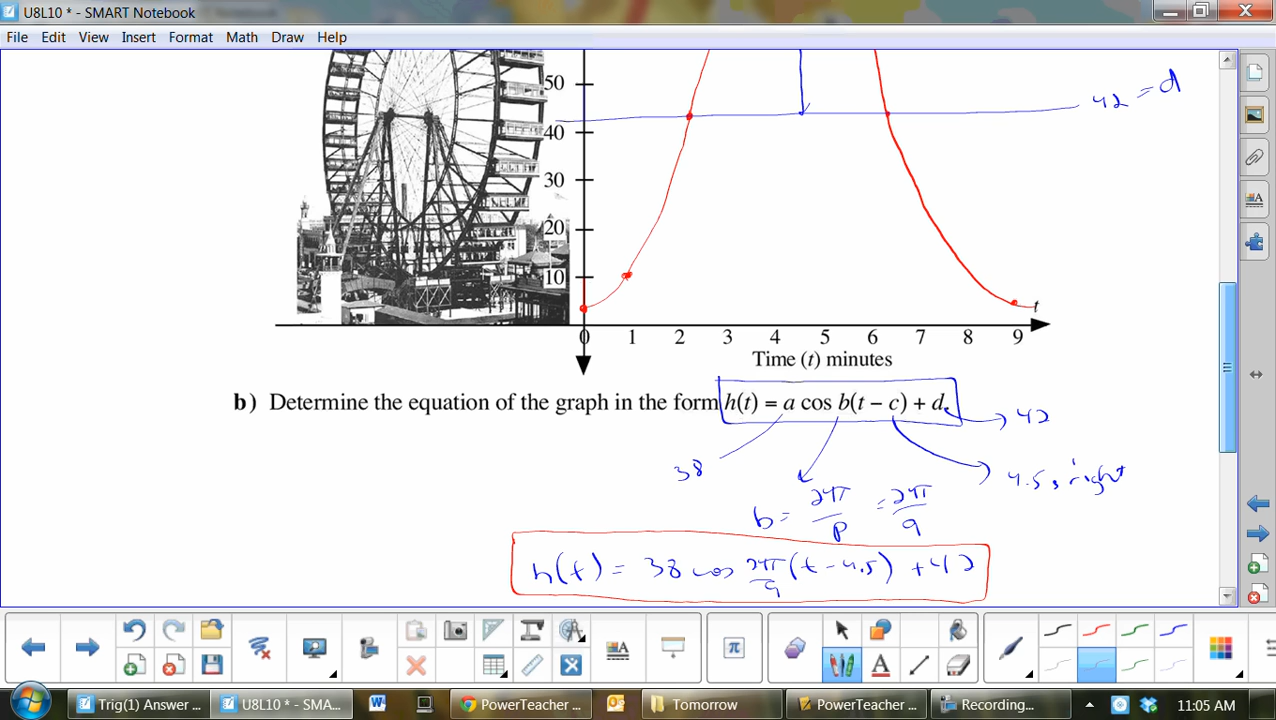 U8L10 * - SMART Notebook
File Edit View Insert Format Math Draw Help
50
42 = d
40
30
20
10
t
0 1 2 3 4 5 6 7 8 9
Time (t) minutes
b) Determine the equation of the graph in the form h(t) = a cos b(t − c) + d.
42
38
4.5, right
b = 2π/P = 2π/9
h(t) = 38 cos 2π/9 (t - 4.5) + 42
π
A
Trig(1) Answer ...
U8L10 * - SMA...
PowerTeacher ...
Tomorrow
PowerTeacher ...
Recording...
11:05 AM